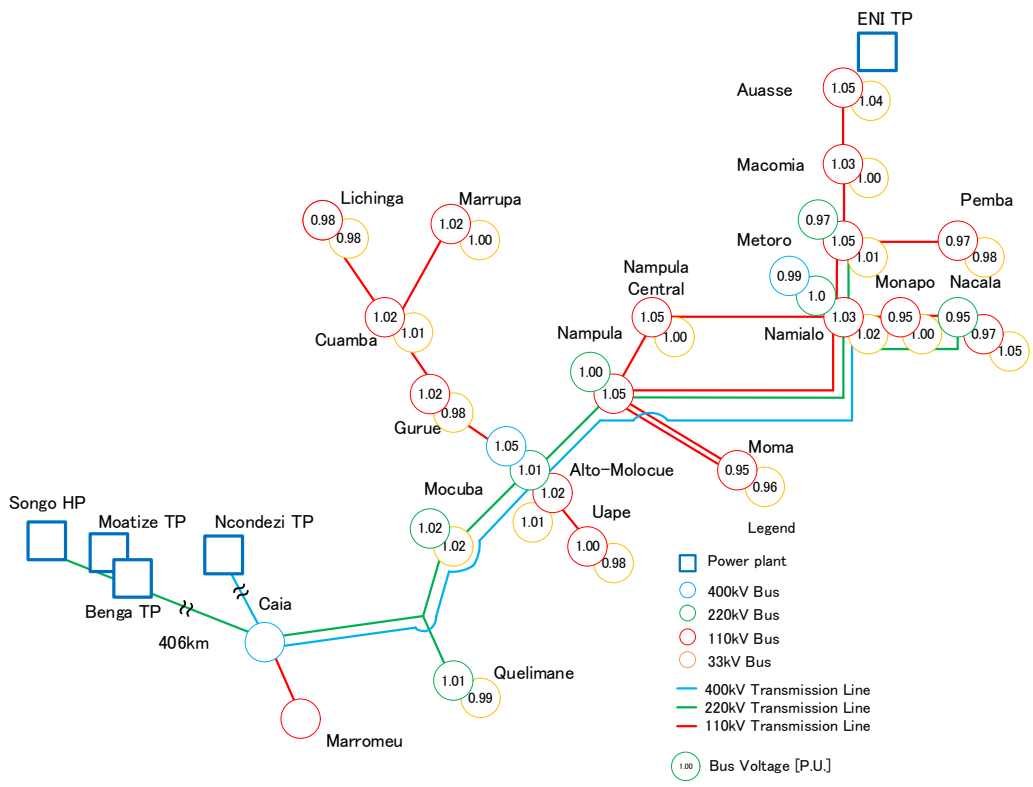 ENI TP
Auasse
1.05
1.04
Macomia
1.03
1.00
Lichinga
0.98
0.98
Marrupa
1.02
1.00
Metoro
0.97
1.05
1.01
Pemba
0.97
0.98
Nampula
Central
1.05
1.00
Namialo
0.99
1.0
1.03
1.02
Monapo
0.95
1.00
Nacala
0.95
0.97
1.05
Cuamba
1.02
1.01
Nampula
1.00
1.05
Gurue
1.02
0.98
Moma
0.95
0.96
Alto-Molocue
1.05
1.01
1.02
1.01
Uape
1.00
0.98
Mocuba
1.02
1.02
Songo HP
Moatize TP
Ncondezi TP
Benga TP
406km
Caia
Quelimane
1.01
0.99
Marromeu
Legend
Power plant
400kV Bus
220kV Bus
110kV Bus
33kV Bus
400kV Transmission Line
220kV Transmission Line
110kV Transmission Line
1.00 Bus Voltage [P.U.]